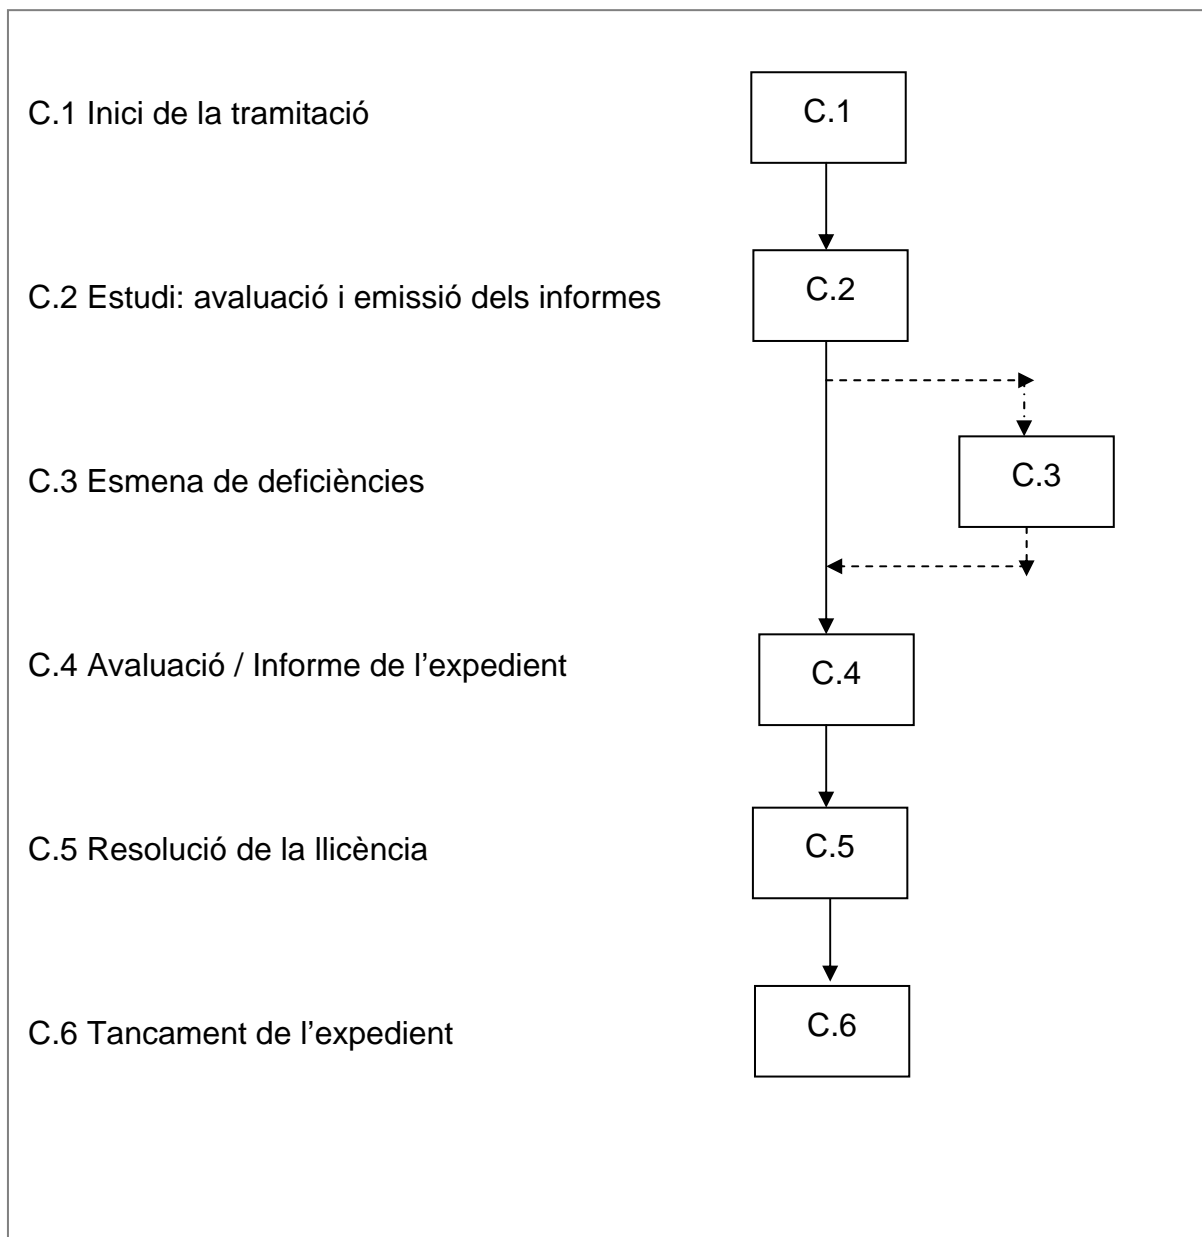 C.1 Inici de la tramitació
C.1
C.2 Estudi: avaluació i emissió dels informes
C.2
C.3 Esmena de deficiències
C.3
C.4 Avaluació / Informe de l’expedient
C.4
C.5 Resolució de la llicència
C.5
C.6 Tancament de l’expedient
C.6